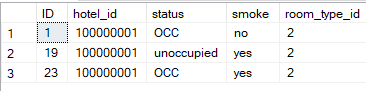 ID hotel_id status smoke room_type_id
1 1 100000001 OCC no 2
2 19 100000001 unoccupied yes 2
3 23 100000001 OCC yes 2